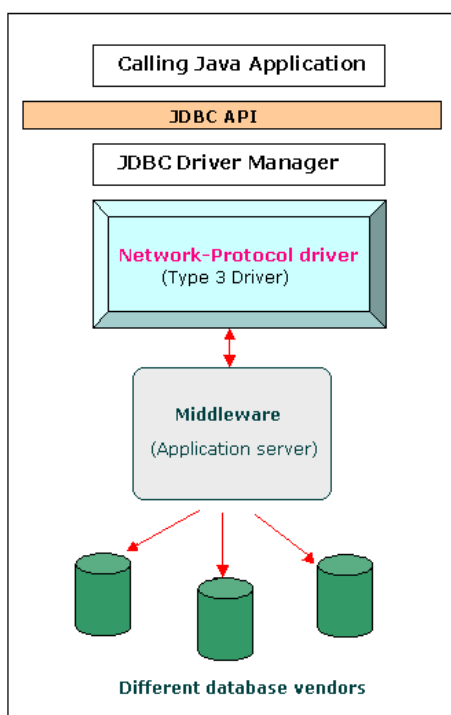 Calling Java Application
JDBC API
JDBC Driver Manager
Network-Protocol driver
(Type 3 Driver)
Middleware
(Application server)
Different database vendors